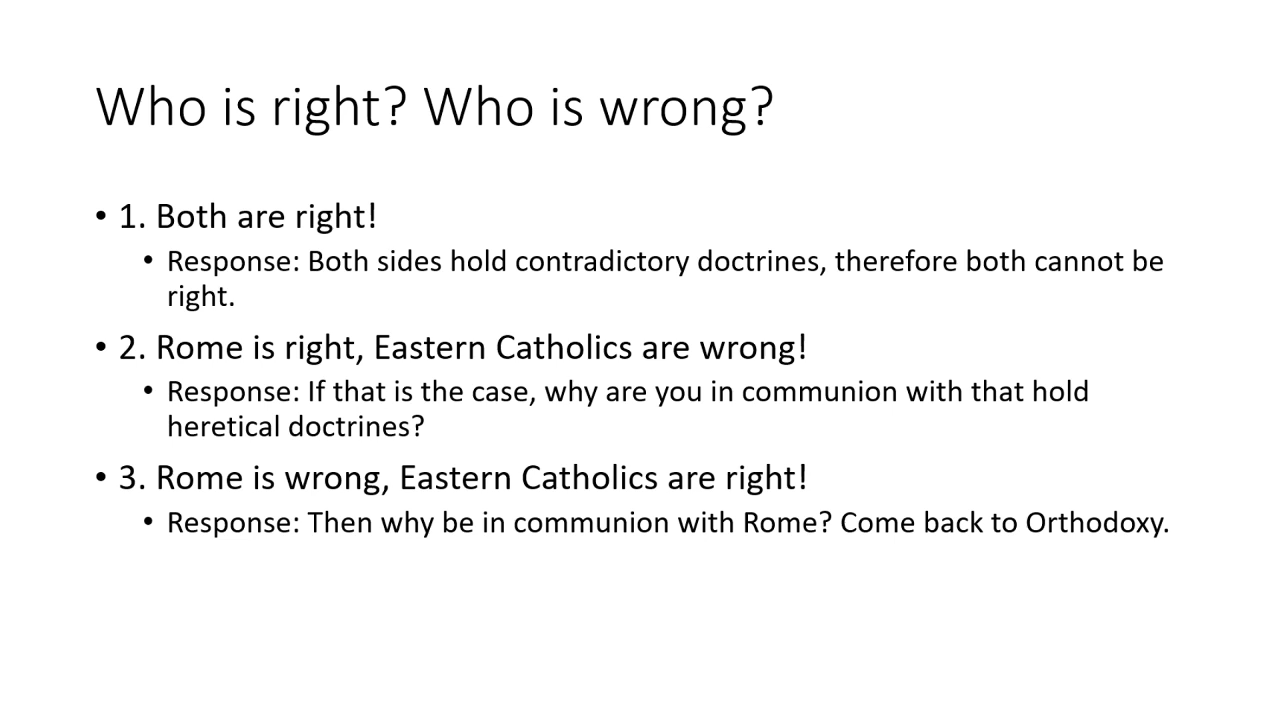 Who is right? Who is wrong?
• 1. Both are right!
• Response: Both sides hold contradictory doctrines, therefore both cannot be
right.
• 2. Rome is right, Eastern Catholics are wrong!
• Response: If that is the case, why are you in communion with that hold
heretical doctrines?
• 3. Rome is wrong, Eastern Catholics are right!
• Response: Then why be in communion with Rome? Come back to Orthodoxy.